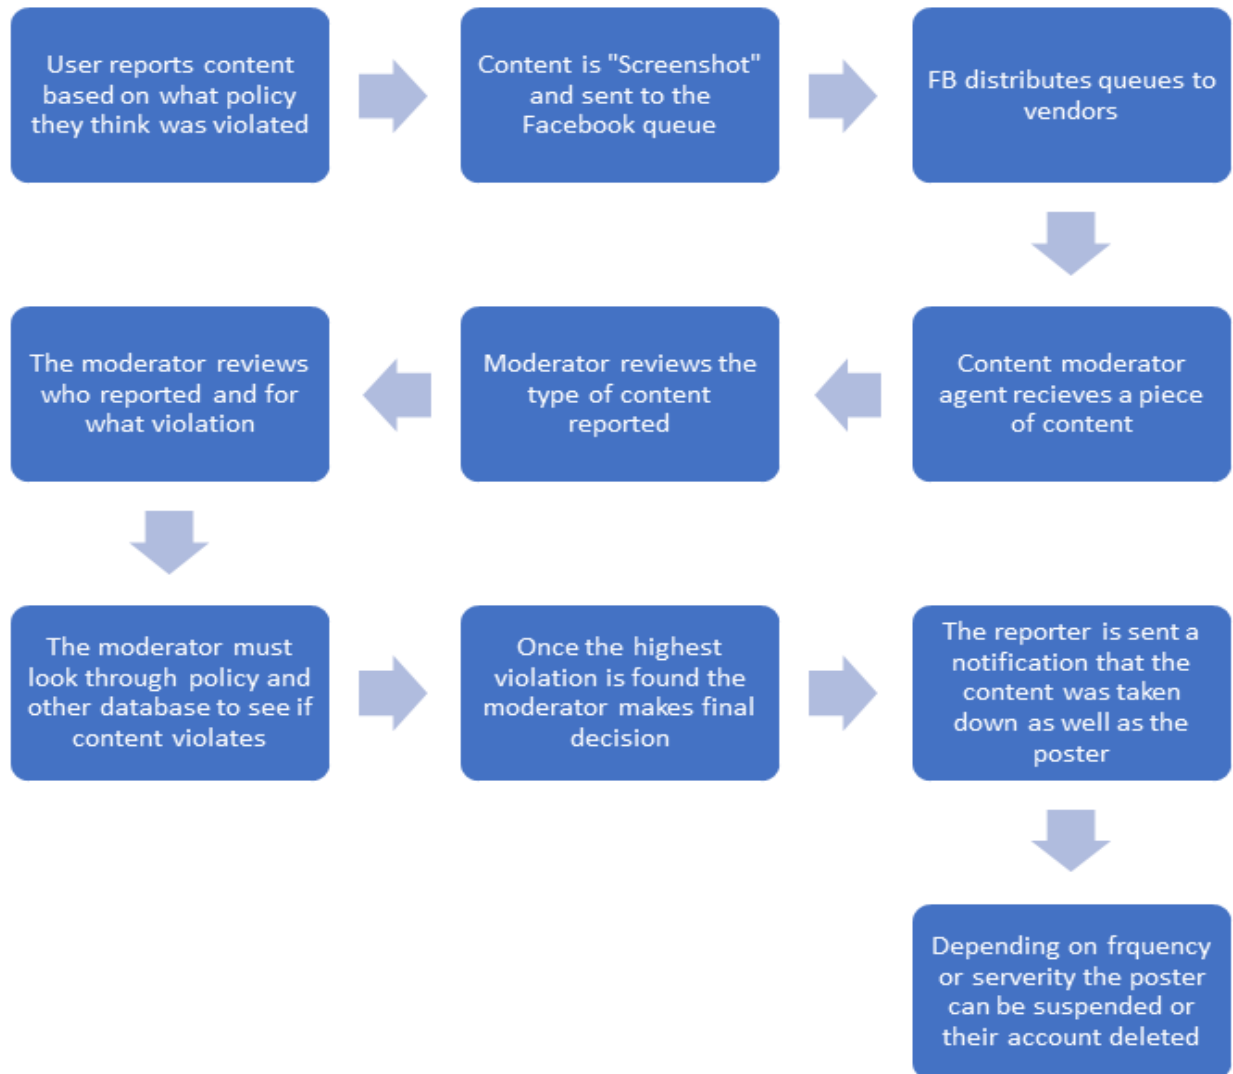 User reports content
based on what policy
they think was violated
Content is "Screenshot"
and sent to the
Facebook queue
FB distributes queues to
vendors
Content moderator
agent recieves a piece
of content
Moderator reviews the
type of content
reported
The moderator reviews
who reported and for
what violation
The moderator must
look through policy and
other database to see if
content violates
Once the highest
violation is found the
moderator makes final
decision
The reporter is sent a
notification that the
content was taken
down as well as the
poster
Depending on frquency
or serverity the poster
can be suspended or
their account deleted